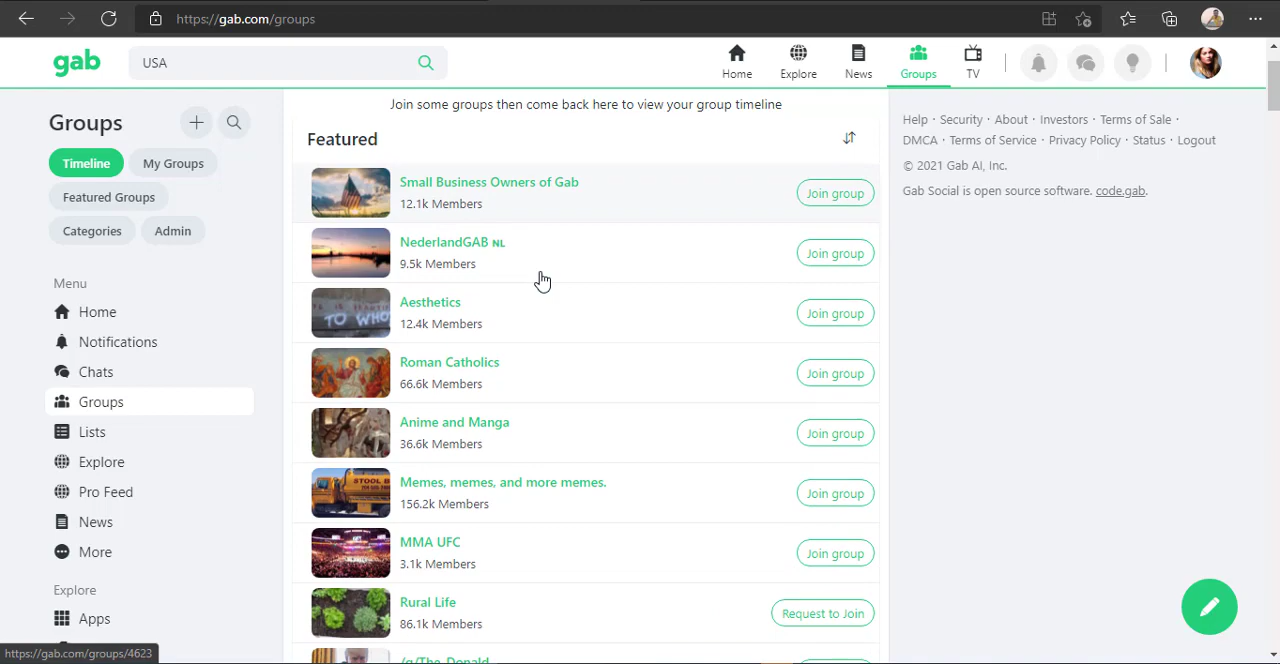 https://gab.com/groups
gab
USA
Home
Explore
News
Groups
TV
Groups
Timeline
My Groups
Featured Groups
Categories
Admin
Menu
Home
Notifications
Chats
Groups
Lists
Explore
Pro Feed
News
More
Explore
Apps
https://gab.com/groups/4623
Join some groups then come back here to view your group timeline
Featured
Small Business Owners of Gab
12.1k Members
Join group
NederlandGAB NL
9.5k Members
Join group
Aesthetics
12.4k Members
Join group
TO WHO
Roman Catholics
66.6k Members
Join group
Anime and Manga
36.6k Members
Join group
Memes, memes, and more memes.
156.2k Members
Join group
STOOL B
MMA UFC
3.1k Members
Join group
Rural Life
86.1k Members
Request to Join
/g/The_Donald
Help · Security · About · Investors · Terms of Sale ·
DMCA · Terms of Service · Privacy Policy · Status · Logout
© 2021 Gab AI, Inc.
Gab Social is open source software. code.gab.